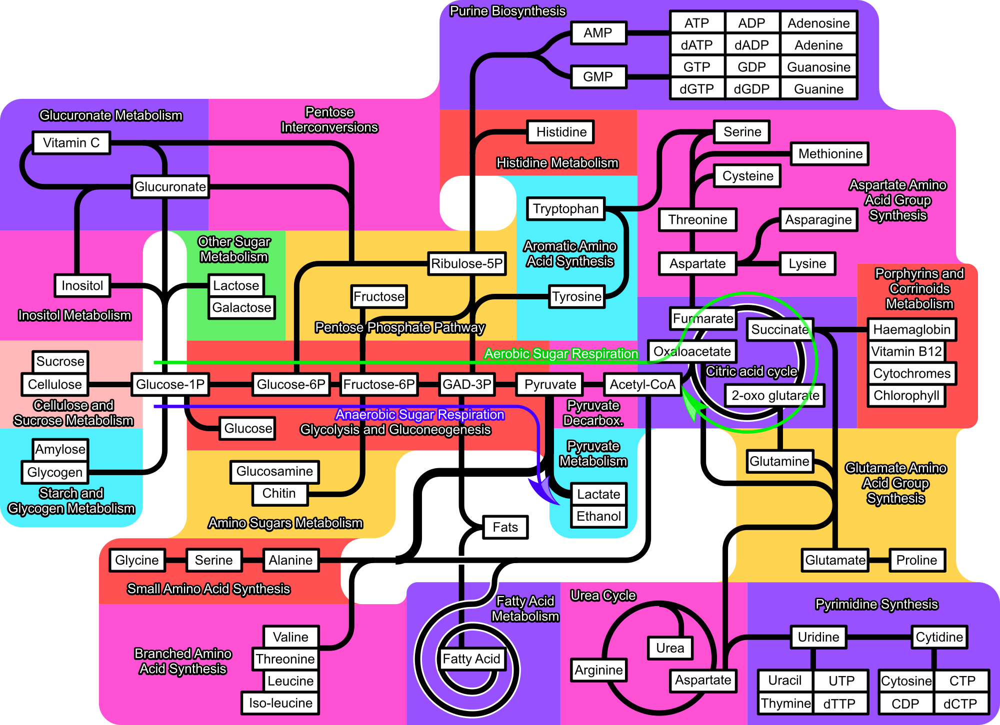 Purine Biosynthesis
AMP
ATP
ADP
Adenosine
dATP
dADP
Adenine
GMP
GTP
GDP
Guanosine
dGTP
dGDP
Guanine
Glucuronate Metabolism
Vitamin C
Glucuronate
Pentose
Interconversions
Histidine
Histidine Metabolism
Serine
Methionine
Cysteine
Threonine
Asparagine
Aspartate
Lysine
Aspartate Amino
Acid Group
Synthesis
Tryptophan
Aromatic Amino
Acid Synthesis
Tyrosine
Inositol
Inositol Metabolism
Other Sugar
Metabolism
Lactose
Galactose
Ribulose-5P
Fructose
Pentose Phosphate Pathway
Porphyrins and
Corrinoids
Metabolism
Haemaglobin
Vitamin B12
Cytochromes
Chlorophyll
Furmarate
Succinate
Oxaloacetate
Citric acid cycle
2-oxo glutarate
Aerobic Sugar Respiration
Sucrose
Cellulose
Cellulose and
Sucrose Metabolism
Glucose-1P
Glucose-6P
Fructose-6P
GAD-3P
Pyruvate
Acetyl-CoA
Anaerobic Sugar Respiration
Glycolysis and Gluconeogenesis
Glucose
Pyruvate
Decarbox.
Pyruvate
Metabolism
Lactate
Ethanol
Amylose
Glycogen
Starch and
Glycogen Metabolism
Glucosamine
Chitin
Amino Sugars Metabolism
Fats
Glutamine
Glutamate Amino
Acid Group
Synthesis
Glutamate
Proline
Glycine
Serine
Alanine
Small Amino Acid Synthesis
Valine
Threonine
Leucine
Iso-leucine
Branched Amino
Acid Synthesis
Fatty Acid
Metabolism
Fatty Acid
Urea Cycle
Urea
Arginine
Aspartate
Pyrimidine Synthesis
Uridine
Cytidine
Uracil
UTP
Thymine
dTTP
Cytosine
CTP
CDP
dCTP